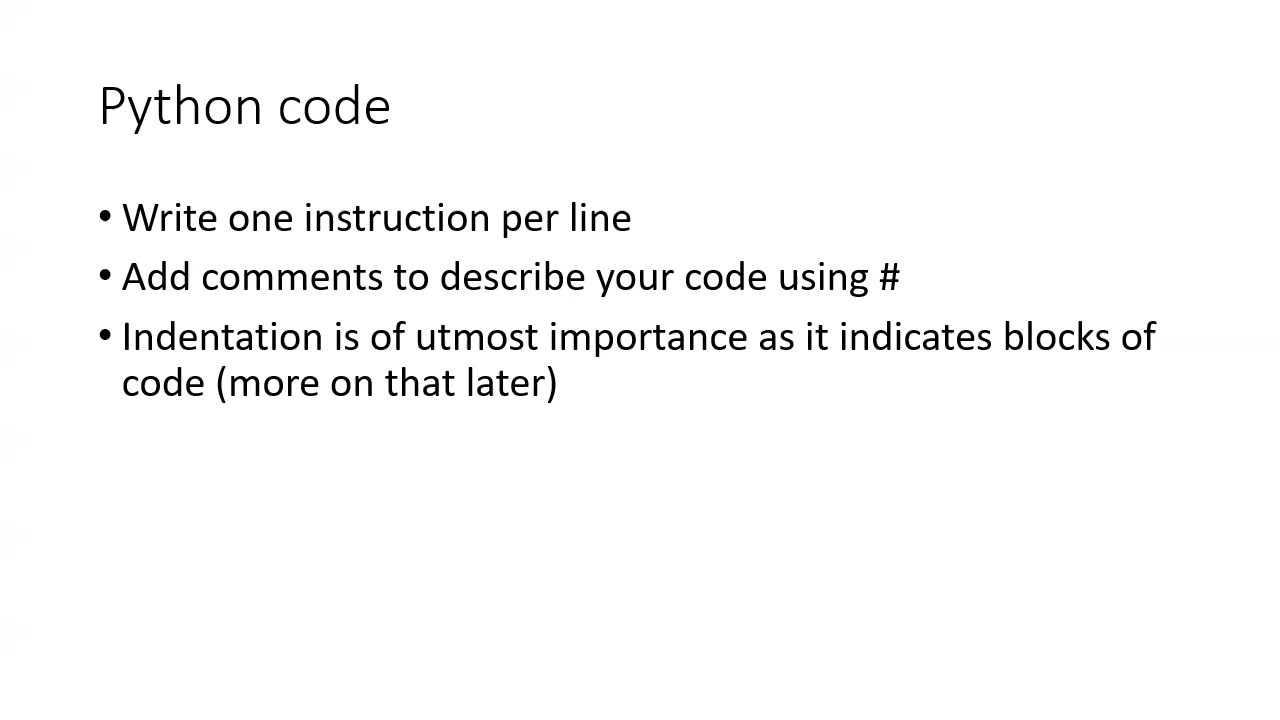 Python code
• Write one instruction per line
• Add comments to describe your code using #
• Indentation is of utmost importance as it indicates blocks of
code (more on that later)